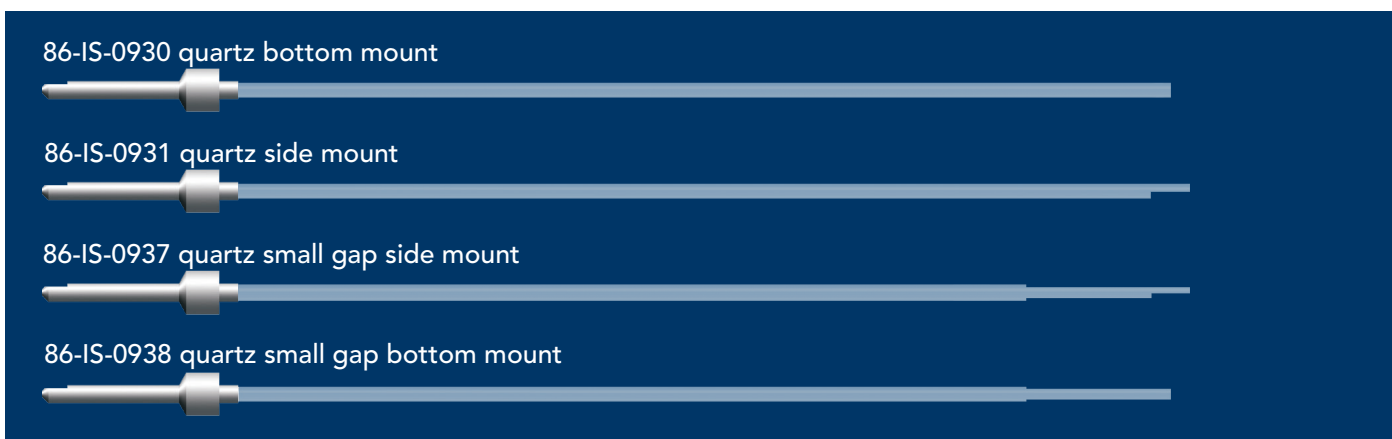 86-IS-0930 quartz bottom mount
86-IS-0931 quartz side mount
86-IS-0937 quartz small gap side mount
86-IS-0938 quartz small gap bottom mount